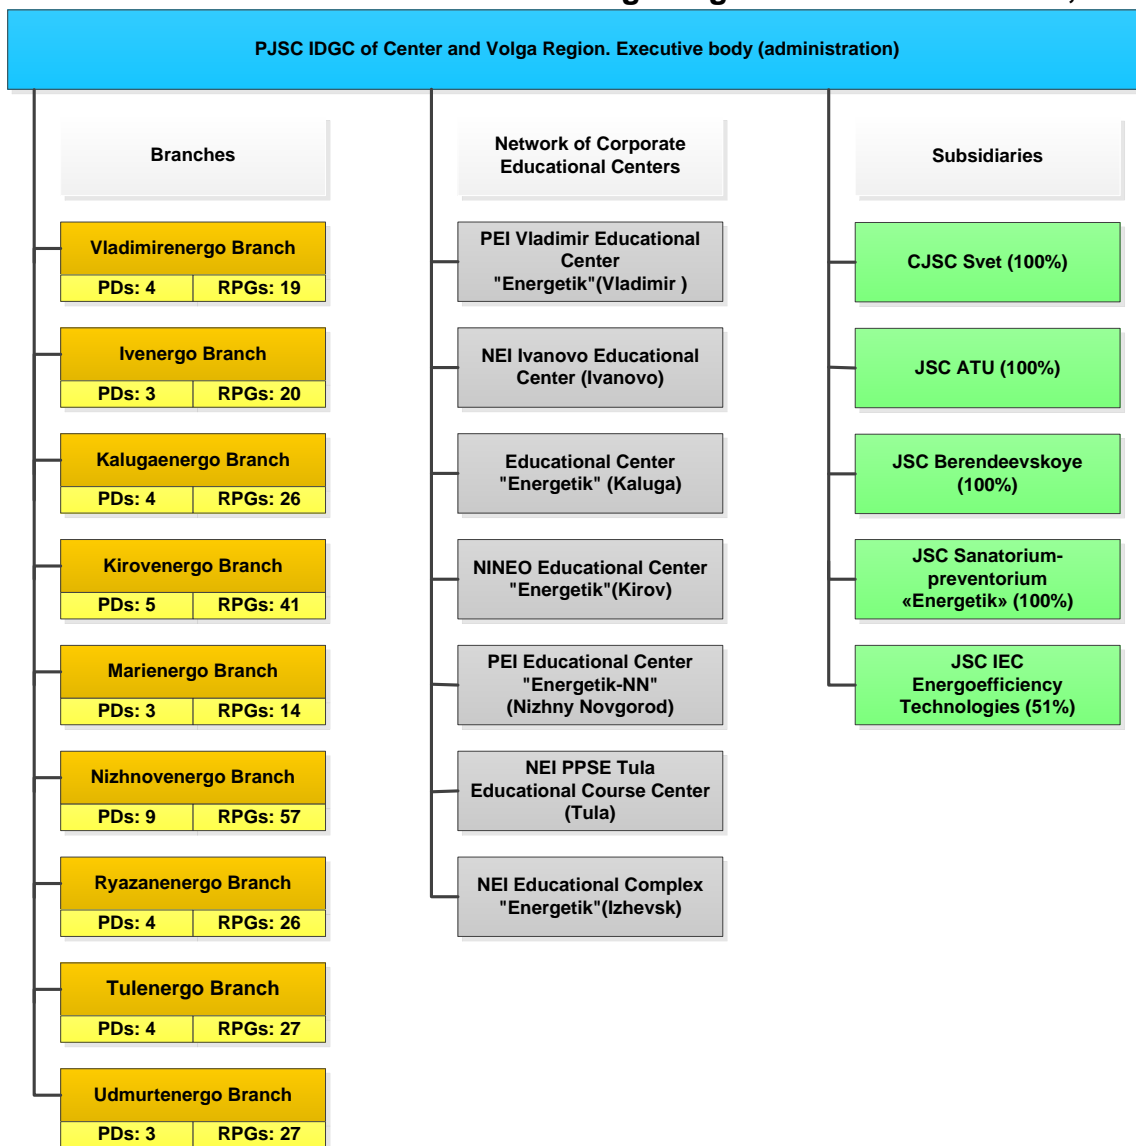 PJSC IDGC of Center and Volga Region. Executive body (administration)
Branches
Vladimirenergo Branch
PDs: 4 RPGs: 19
Ivenergo Branch
PDs: 3 RPGs: 20
Kalugaenergo Branch
PDs: 4 RPGs: 26
Kirovenergo Branch
PDs: 5 RPGs: 41
Marienergo Branch
PDs: 3 RPGs: 14
Nizhnovenergo Branch
PDs: 9 RPGs: 57
Ryazanenergo Branch
PDs: 4 RPGs: 26
Tulenergo Branch
PDs: 4 RPGs: 27
Udmurtenergo Branch
PDs: 3 RPGs: 27
Network of Corporate
Educational Centers
PEI Vladimir Educational
Center
"Energetik"(Vladimir )
NEI Ivanovo Educational
Center (Ivanovo)
Educational Center
"Energetik" (Kaluga)
NINEO Educational Center
"Energetik"(Kirov)
PEI Educational Center
"Energetik-NN"
(Nizhny Novgorod)
NEI PPSE Tula
Educational Course Center
(Tula)
NEI Educational Complex
"Energetik"(Izhevsk)
Subsidiaries
CJSC Svet (100%)
JSC ATU (100%)
JSC Berendeevskoye
(100%)
JSC Sanatorium-
preventorium
«Energetik» (100%)
JSC IEC
Energoefficiency
Technologies (51%)